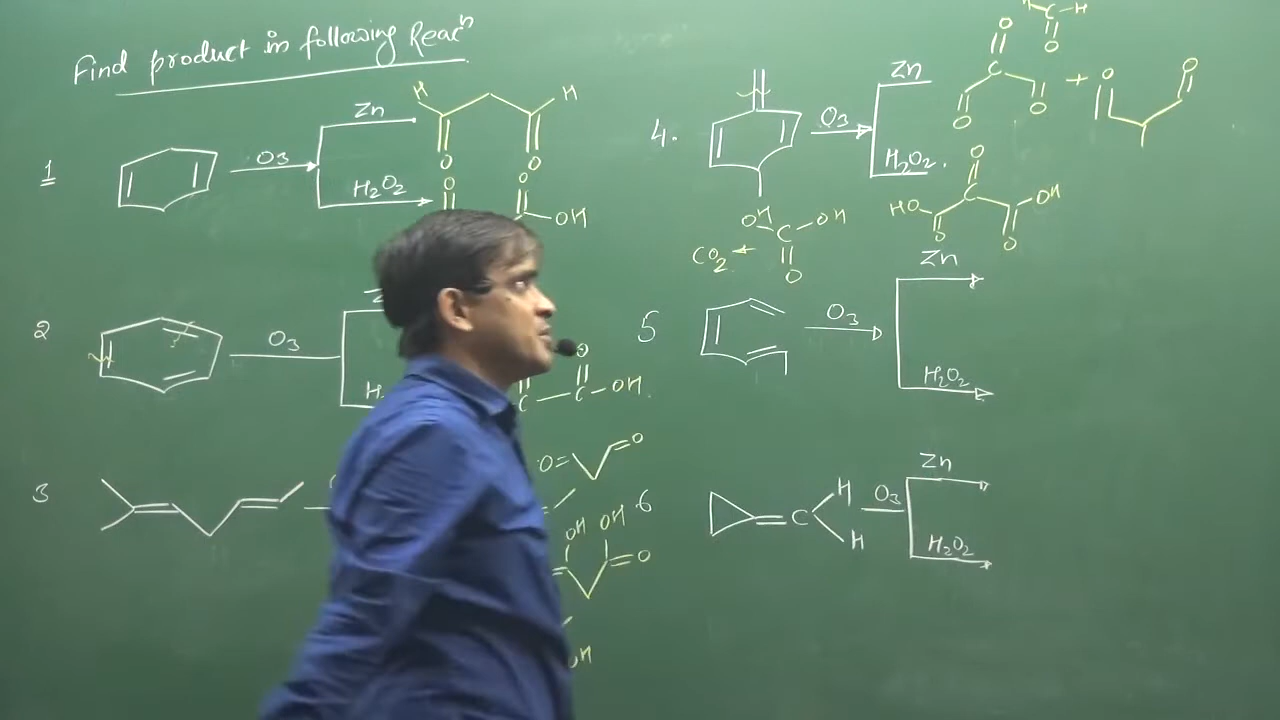 Find product in following Reacⁿ
1
O₃
Zn
H₂O₂
H
H
O
O
O
O
OH
2
O₃
O
C — C — OH
3
O=
O
OH
OH
O
4.
O₃
Zn
H₂O₂.
H
C–H
O
O
C
O
O
+
O
O
O
C
HO
OH
O
O
OH
C
OH
O
CO₂
5
O₃
Zn
H₂O₂
6
=C
H
H
O₃
Zn
H₂O₂